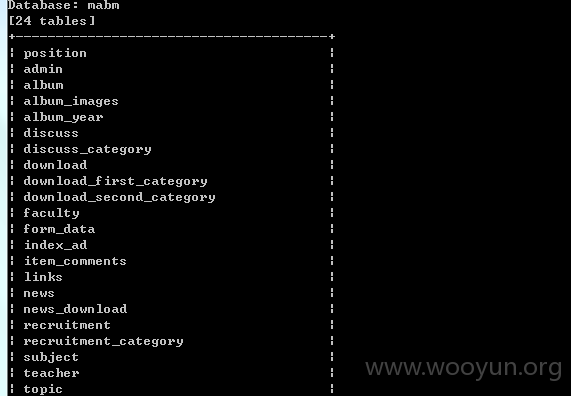 Database: mabm
[24 tables]
+---------------------------------------+
¦ position ¦
¦ admin ¦
¦ album ¦
¦ album_images ¦
¦ album_year ¦
¦ discuss ¦
¦ discuss_category ¦
¦ download ¦
¦ download_first_category ¦
¦ download_second_category ¦
¦ faculty ¦
¦ form_data ¦
¦ index_ad ¦
¦ item_comments ¦
¦ links ¦
¦ news ¦
¦ news_download ¦
¦ recruitment ¦
¦ recruitment_category ¦
¦ subject ¦
¦ teacher ¦
¦ topic ¦
www.wooyun.org